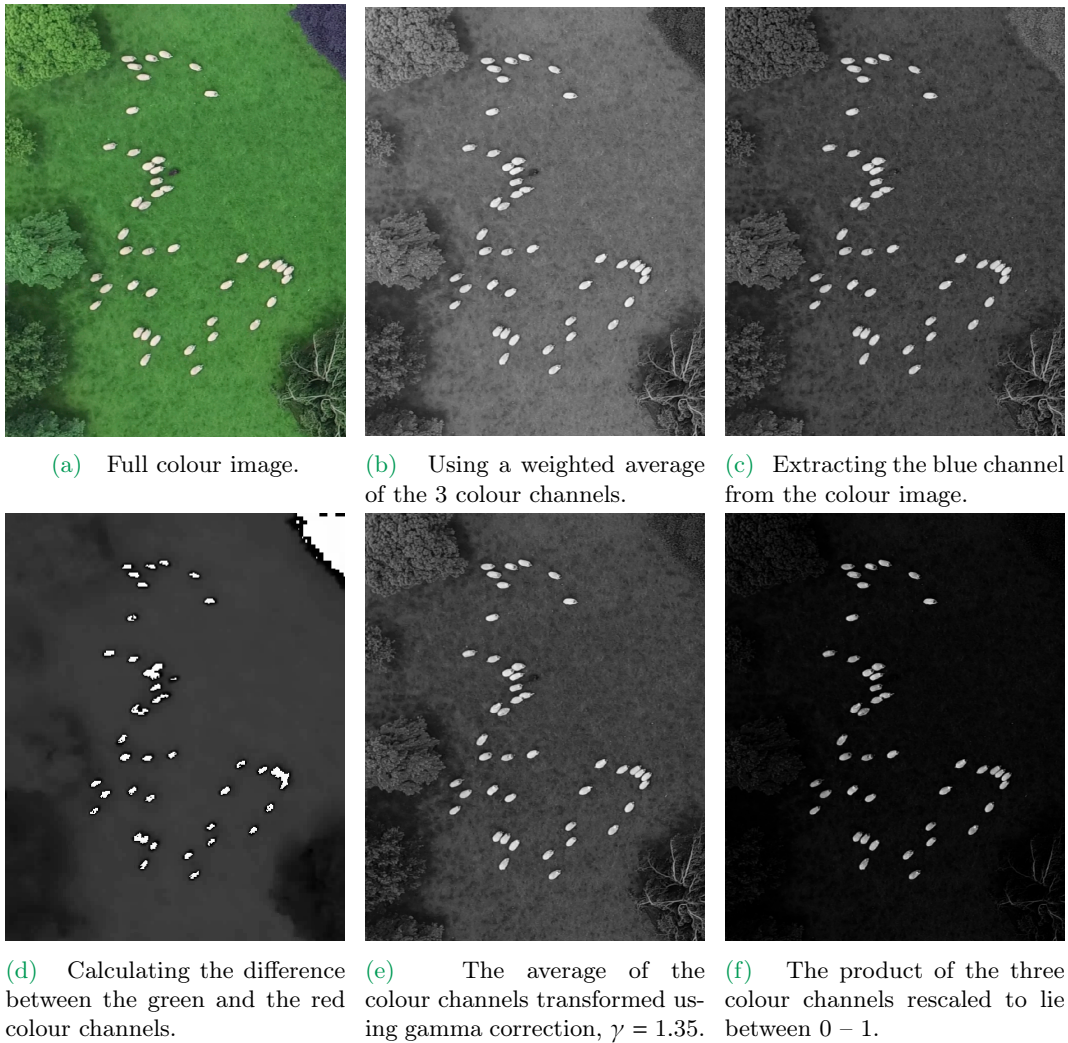 (a) Full colour image.
(b) Using a weighted average
of the 3 colour channels.
(c) Extracting the blue channel
from the colour image.
(d) Calculating the difference
between the green and the red
colour channels.
(e) The average of the
colour channels transformed us-
ing gamma correction, γ = 1.35.
(f) The product of the three
colour channels rescaled to lie
between 0 – 1.